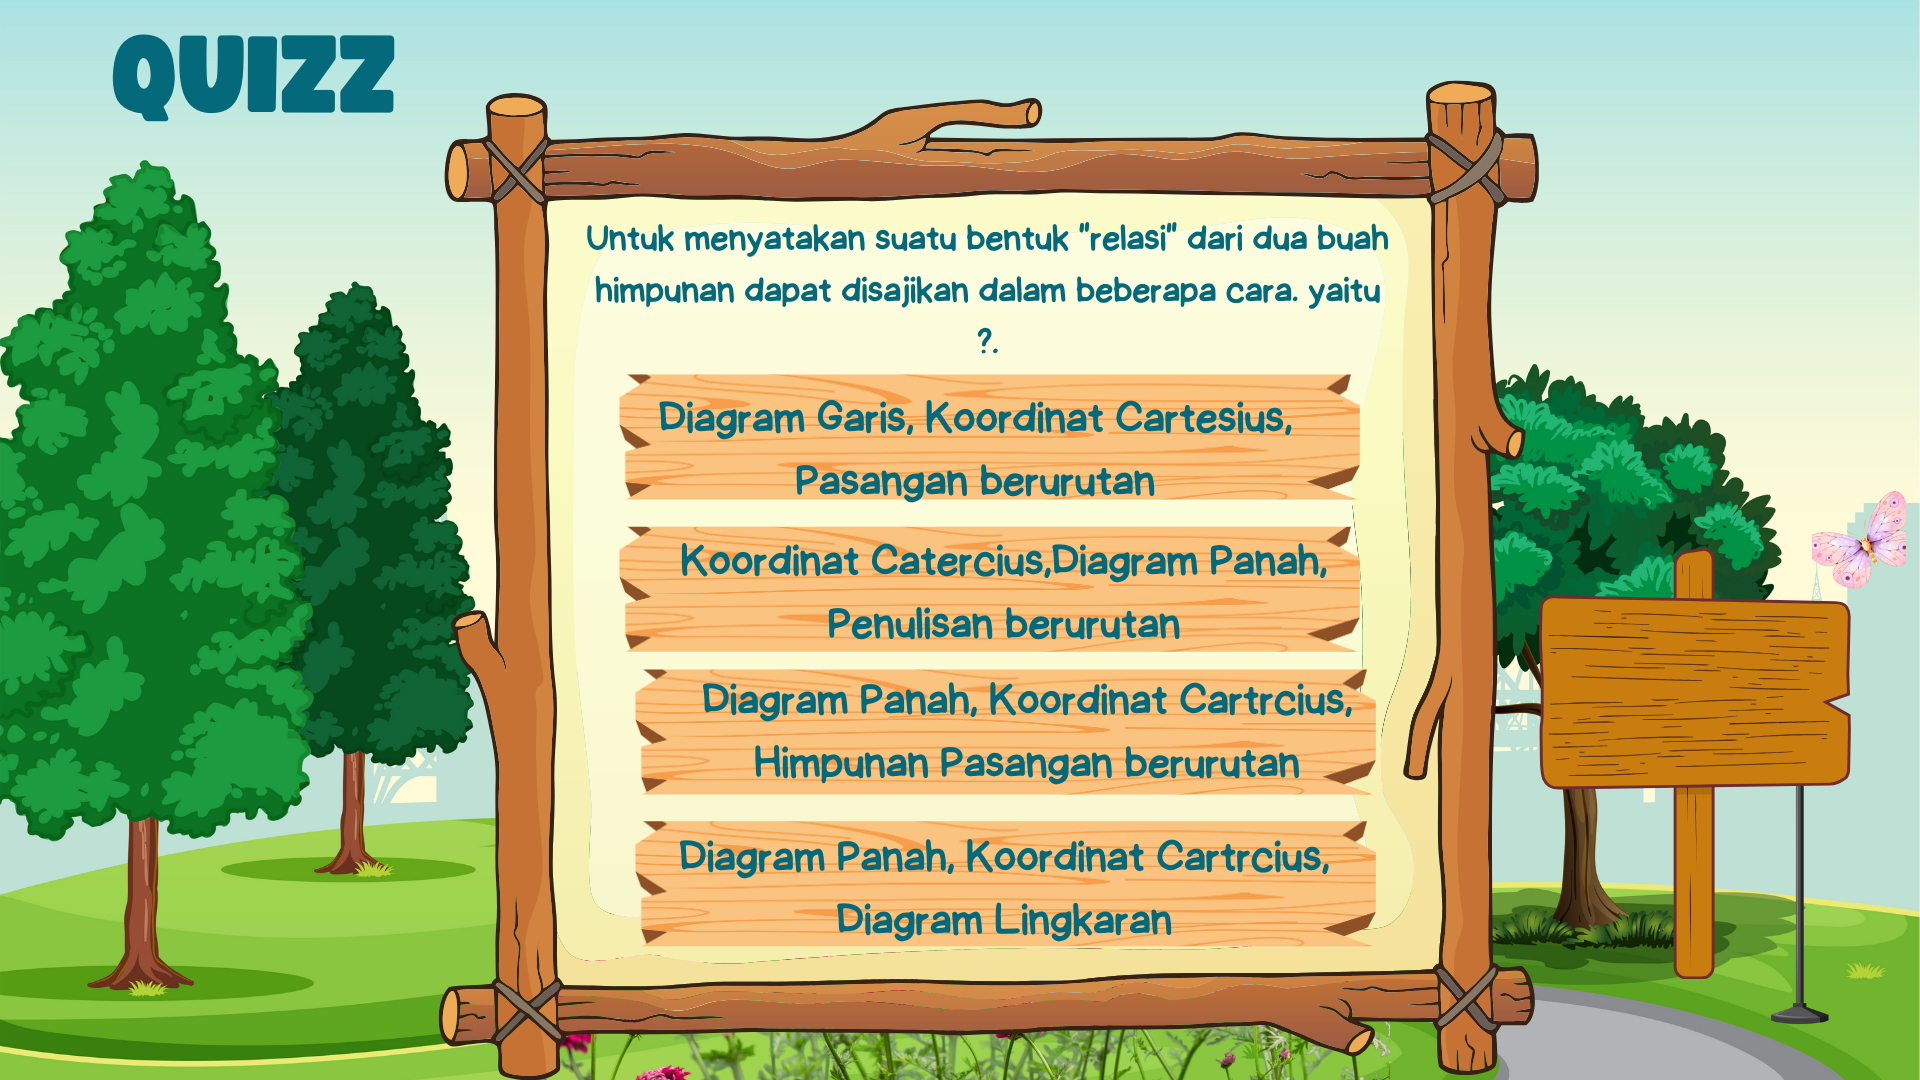 QUIZZ
Untuk menyatakan suatu bentuk "relasi" dari dua buah
himpunan dapat disajikan dalam beberapa cara. yaitu
?.
Diagram Garis, Koordinat Cartesius,
Pasangan berurutan
Koordinat Catercius,Diagram Panah,
Penulisan berurutan
Diagram Panah, Koordinat Cartrcius,
Himpunan Pasangan berurutan
Diagram Panah, Koordinat Cartrcius,
Diagram Lingkaran